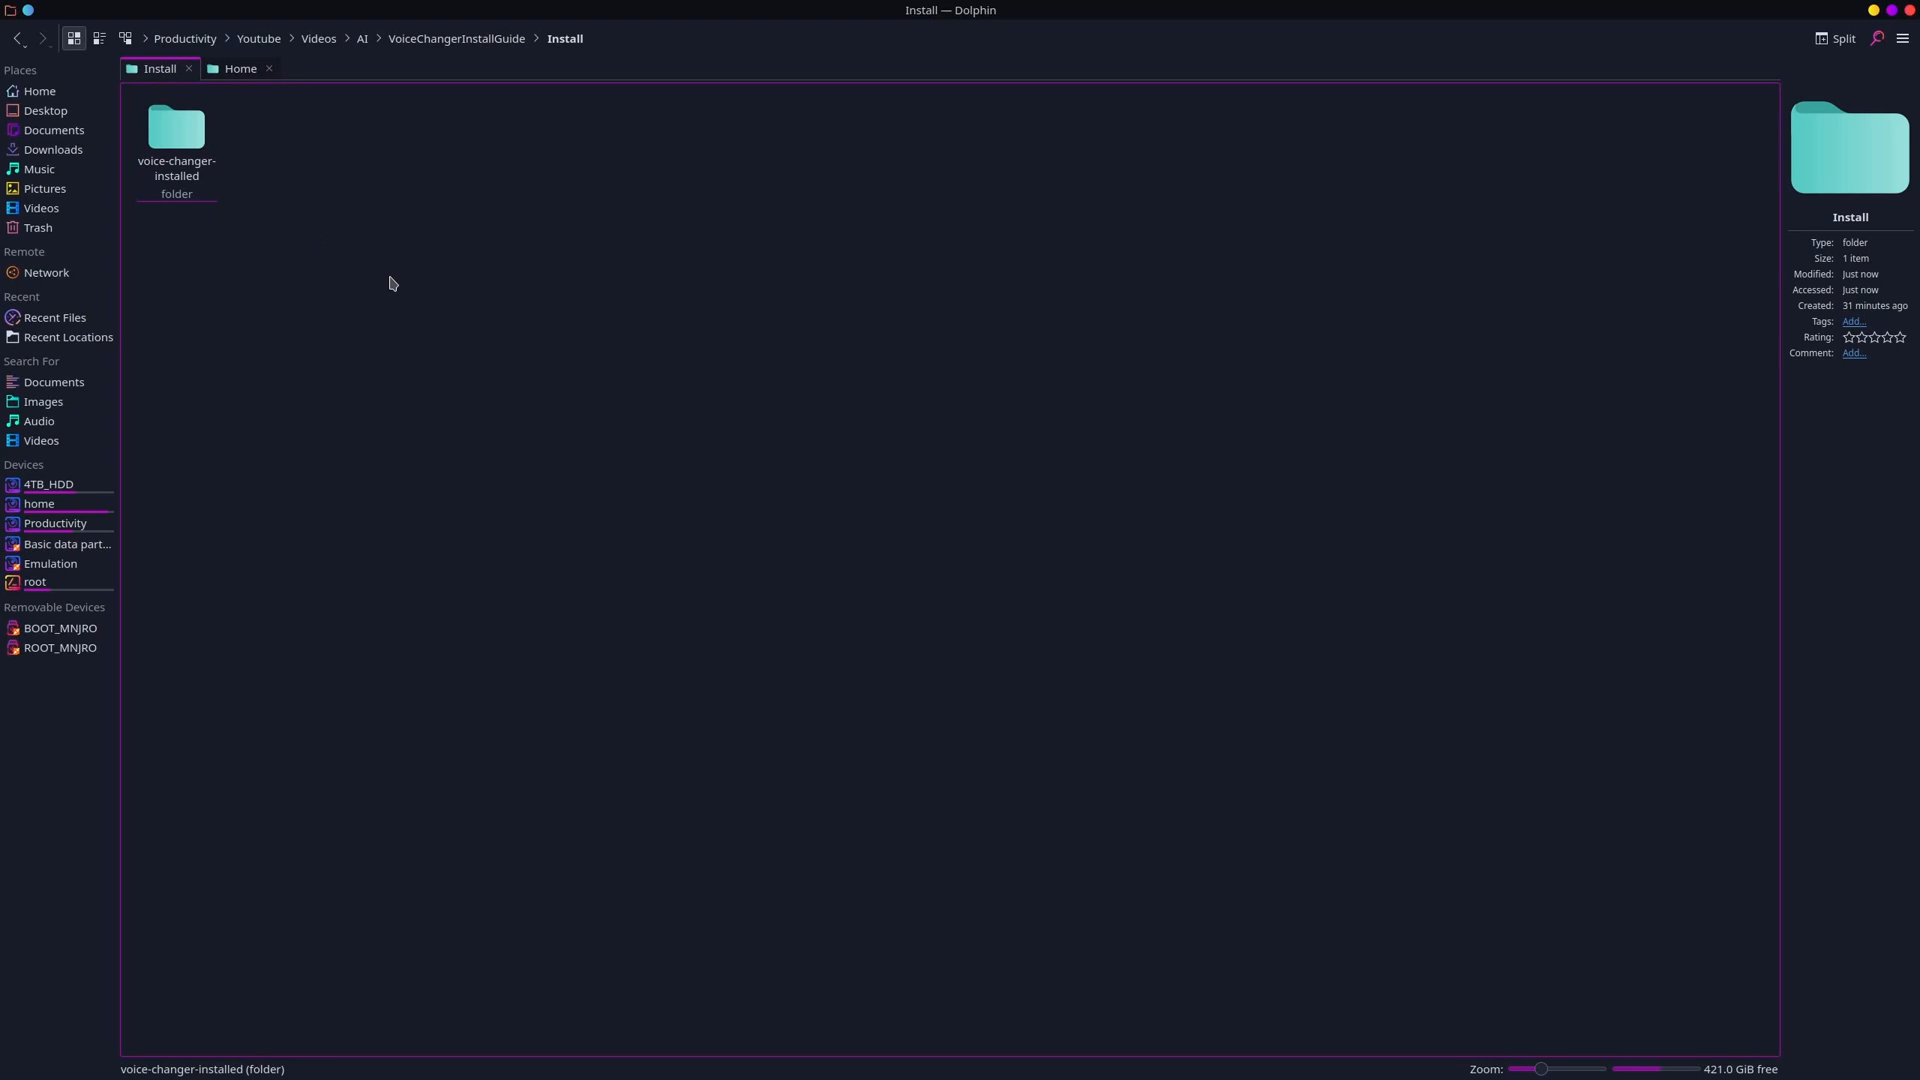 Install — Dolphin
Productivity Youtube Videos AI VoiceChangerInstallGuide Install
Split
Install
Home
Places
Home
Desktop
Documents
Downloads
Music
Pictures
Videos
Trash
Remote
Network
Recent
Recent Files
Recent Locations
Search For
Documents
Images
Audio
Videos
Devices
4TB_HDD
home
Productivity
Basic data part...
Emulation
root
Removable Devices
BOOT_MNJRO
ROOT_MNJRO
voice-changer-
installed
folder
Install
Type: folder
Size: 1 item
Modified: Just now
Accessed: Just now
Created: 31 minutes ago
Tags: Add...
Rating:
Comment: Add...
voice-changer-installed (folder)
Zoom:
421.0 GiB free